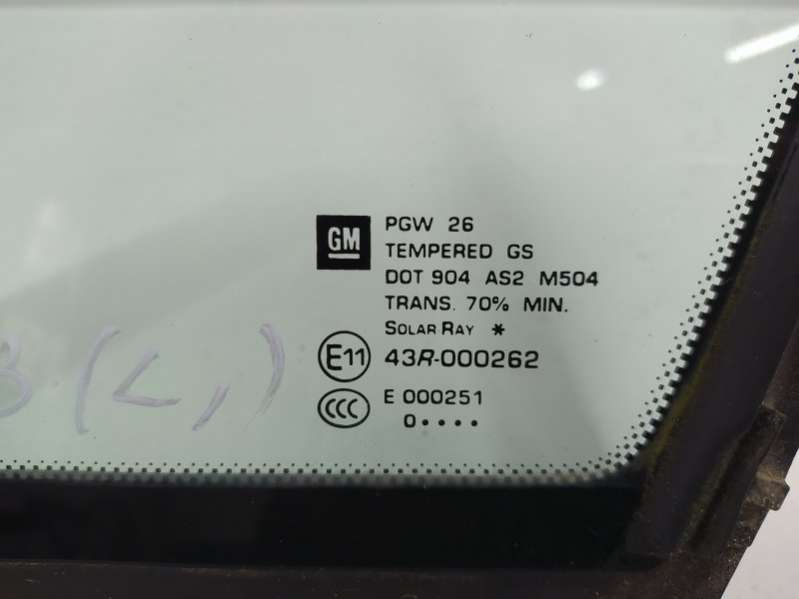 GM
PGW 26
TEMPERED GS
DOT 904 AS2 M504
TRANS. 70% MIN.
SOLAR RAY *
E11 43R-000262
CCC E 000251
0••••
(L,)